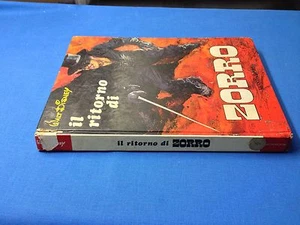 WALT DISNEY
il
ritorno
di
ZORRO
il ritorno di ZORRO